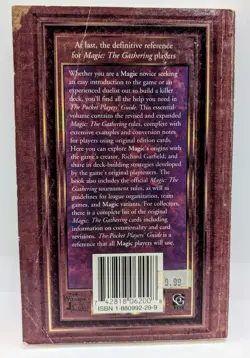 At last, the definitive reference
for Magic: The Gathering players
Whether you are a Magic novice seeking
an easy introduction to the game or do
experienced duelist out to build a killer
deck, you'll find all the help you need in
The Pocket Players' Guide. This essential
volume contains the revised and expanded
Magic: The Gathering rules, complete with
extensive examples and conversion notes
for players using original edition cards.
Here you can explore Magic's origins with
the game's creator, Richard Garfield, and
share in deck-building strategies developed
by the game's original playtesters. The
book also includes the official Magic: The
Gathering tournament rules, as well as
guidelines for league organization, team
games, and Magic variants. For collectors,
there is a complete list of the original
Magic: The Gathering cards including
information on commonality and card
revisions. The Pocket Players' Guide is a
reference that all Magic players will use.
9.99
7 42818 06200 8
ISBN 1-880992-29-9